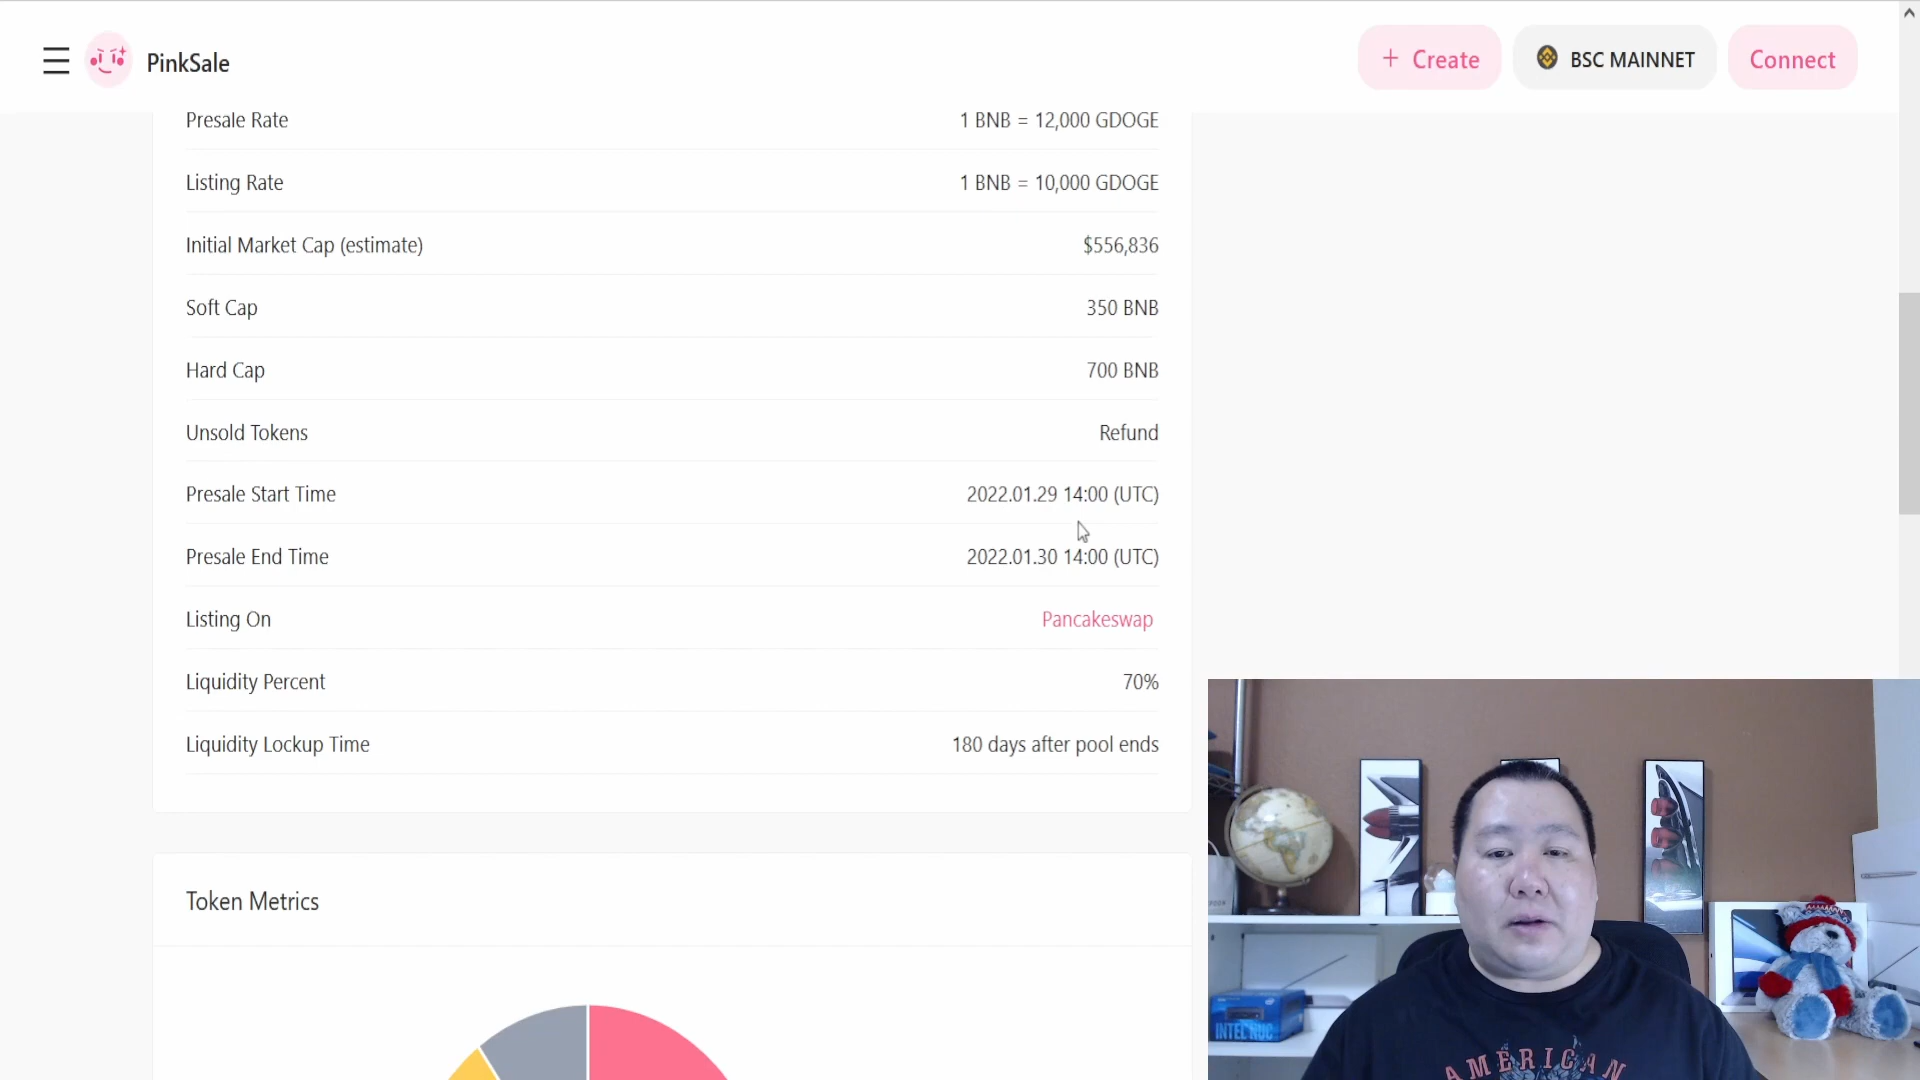 PinkSale
+ Create
BSC MAINNET
Connect
Presale Rate 1 BNB = 12,000 GDOGE
Listing Rate 1 BNB = 10,000 GDOGE
Initial Market Cap (estimate) $556,836
Soft Cap 350 BNB
Hard Cap 700 BNB
Unsold Tokens Refund
Presale Start Time 2022.01.29 14:00 (UTC)
Presale End Time 2022.01.30 14:00 (UTC)
Listing On Pancakeswap
Liquidity Percent 70%
Liquidity Lockup Time 180 days after pool ends
Token Metrics
INTEL NUC
AMERICAN